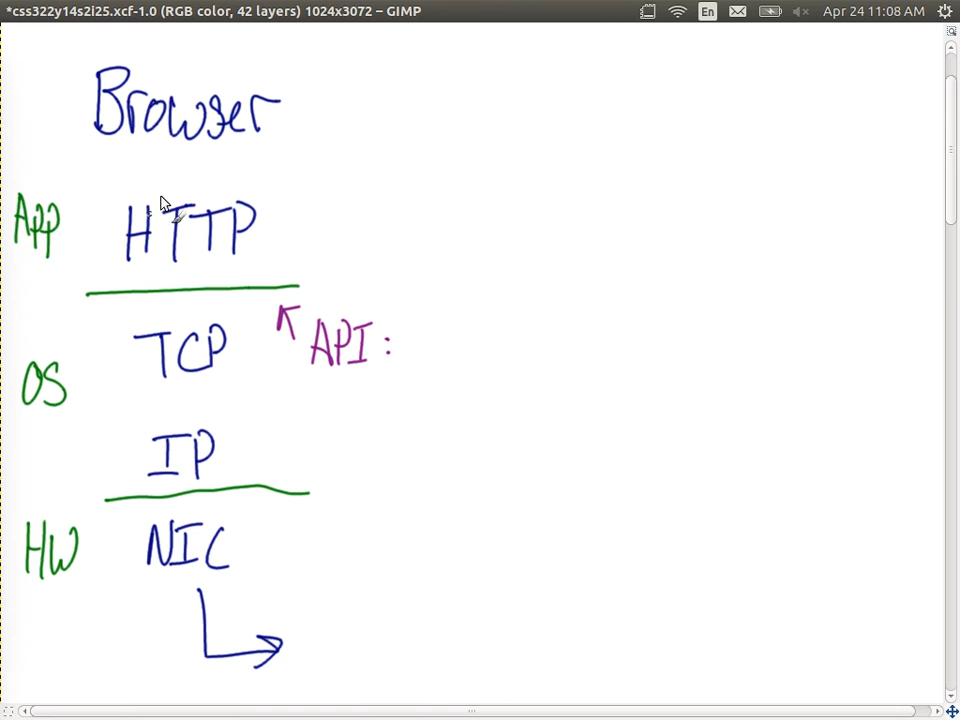 *css322y14s2i25.xcf-1.0 (RGB color, 42 layers) 1024x3072 – GIMP
En
Apr 24 11:08 AM
Browser
App
HTTP
API:
TCP
OS
IP
HW
NIC